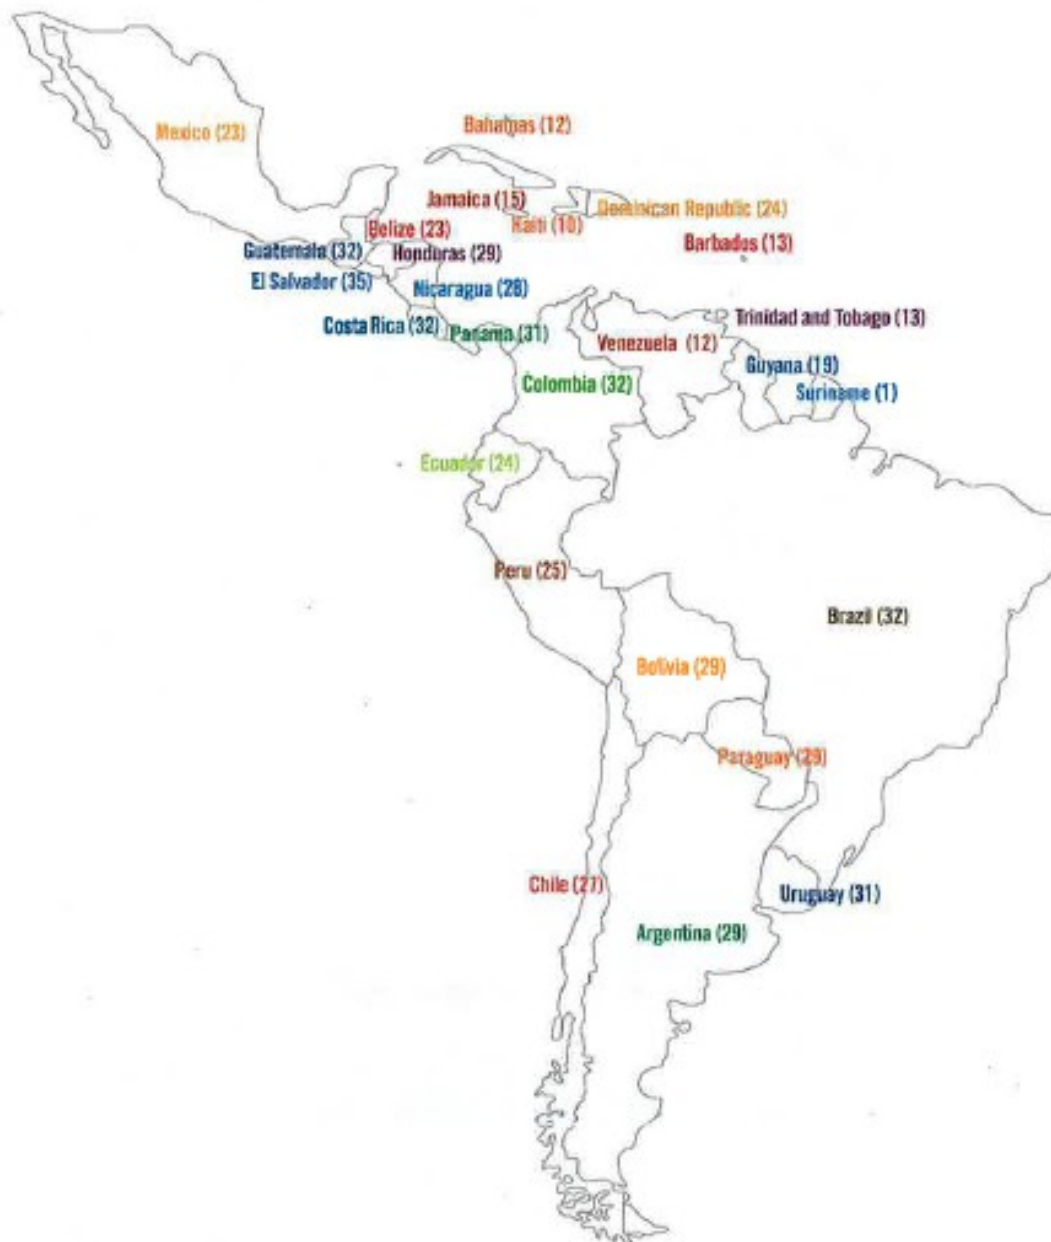 Mexico (23)
Bahamas (12)
Jamaica (15)
Haiti (10)
Dominican Republic (24)
Belize (23)
Barbados (13)
Guatemala (32)
Honduras (29)
El Salvador (35)
Nicaragua (28)
Costa Rica (32)
Panama (31)
Trinidad and Tobago (13)
Venezuela (12)
Guyana (19)
Colombia (32)
Suriname (1)
Ecuador (24)
Peru (25)
Brazil (32)
Bolivia (29)
Paraguay (29)
Chile (27)
Uruguay (31)
Argentina (29)